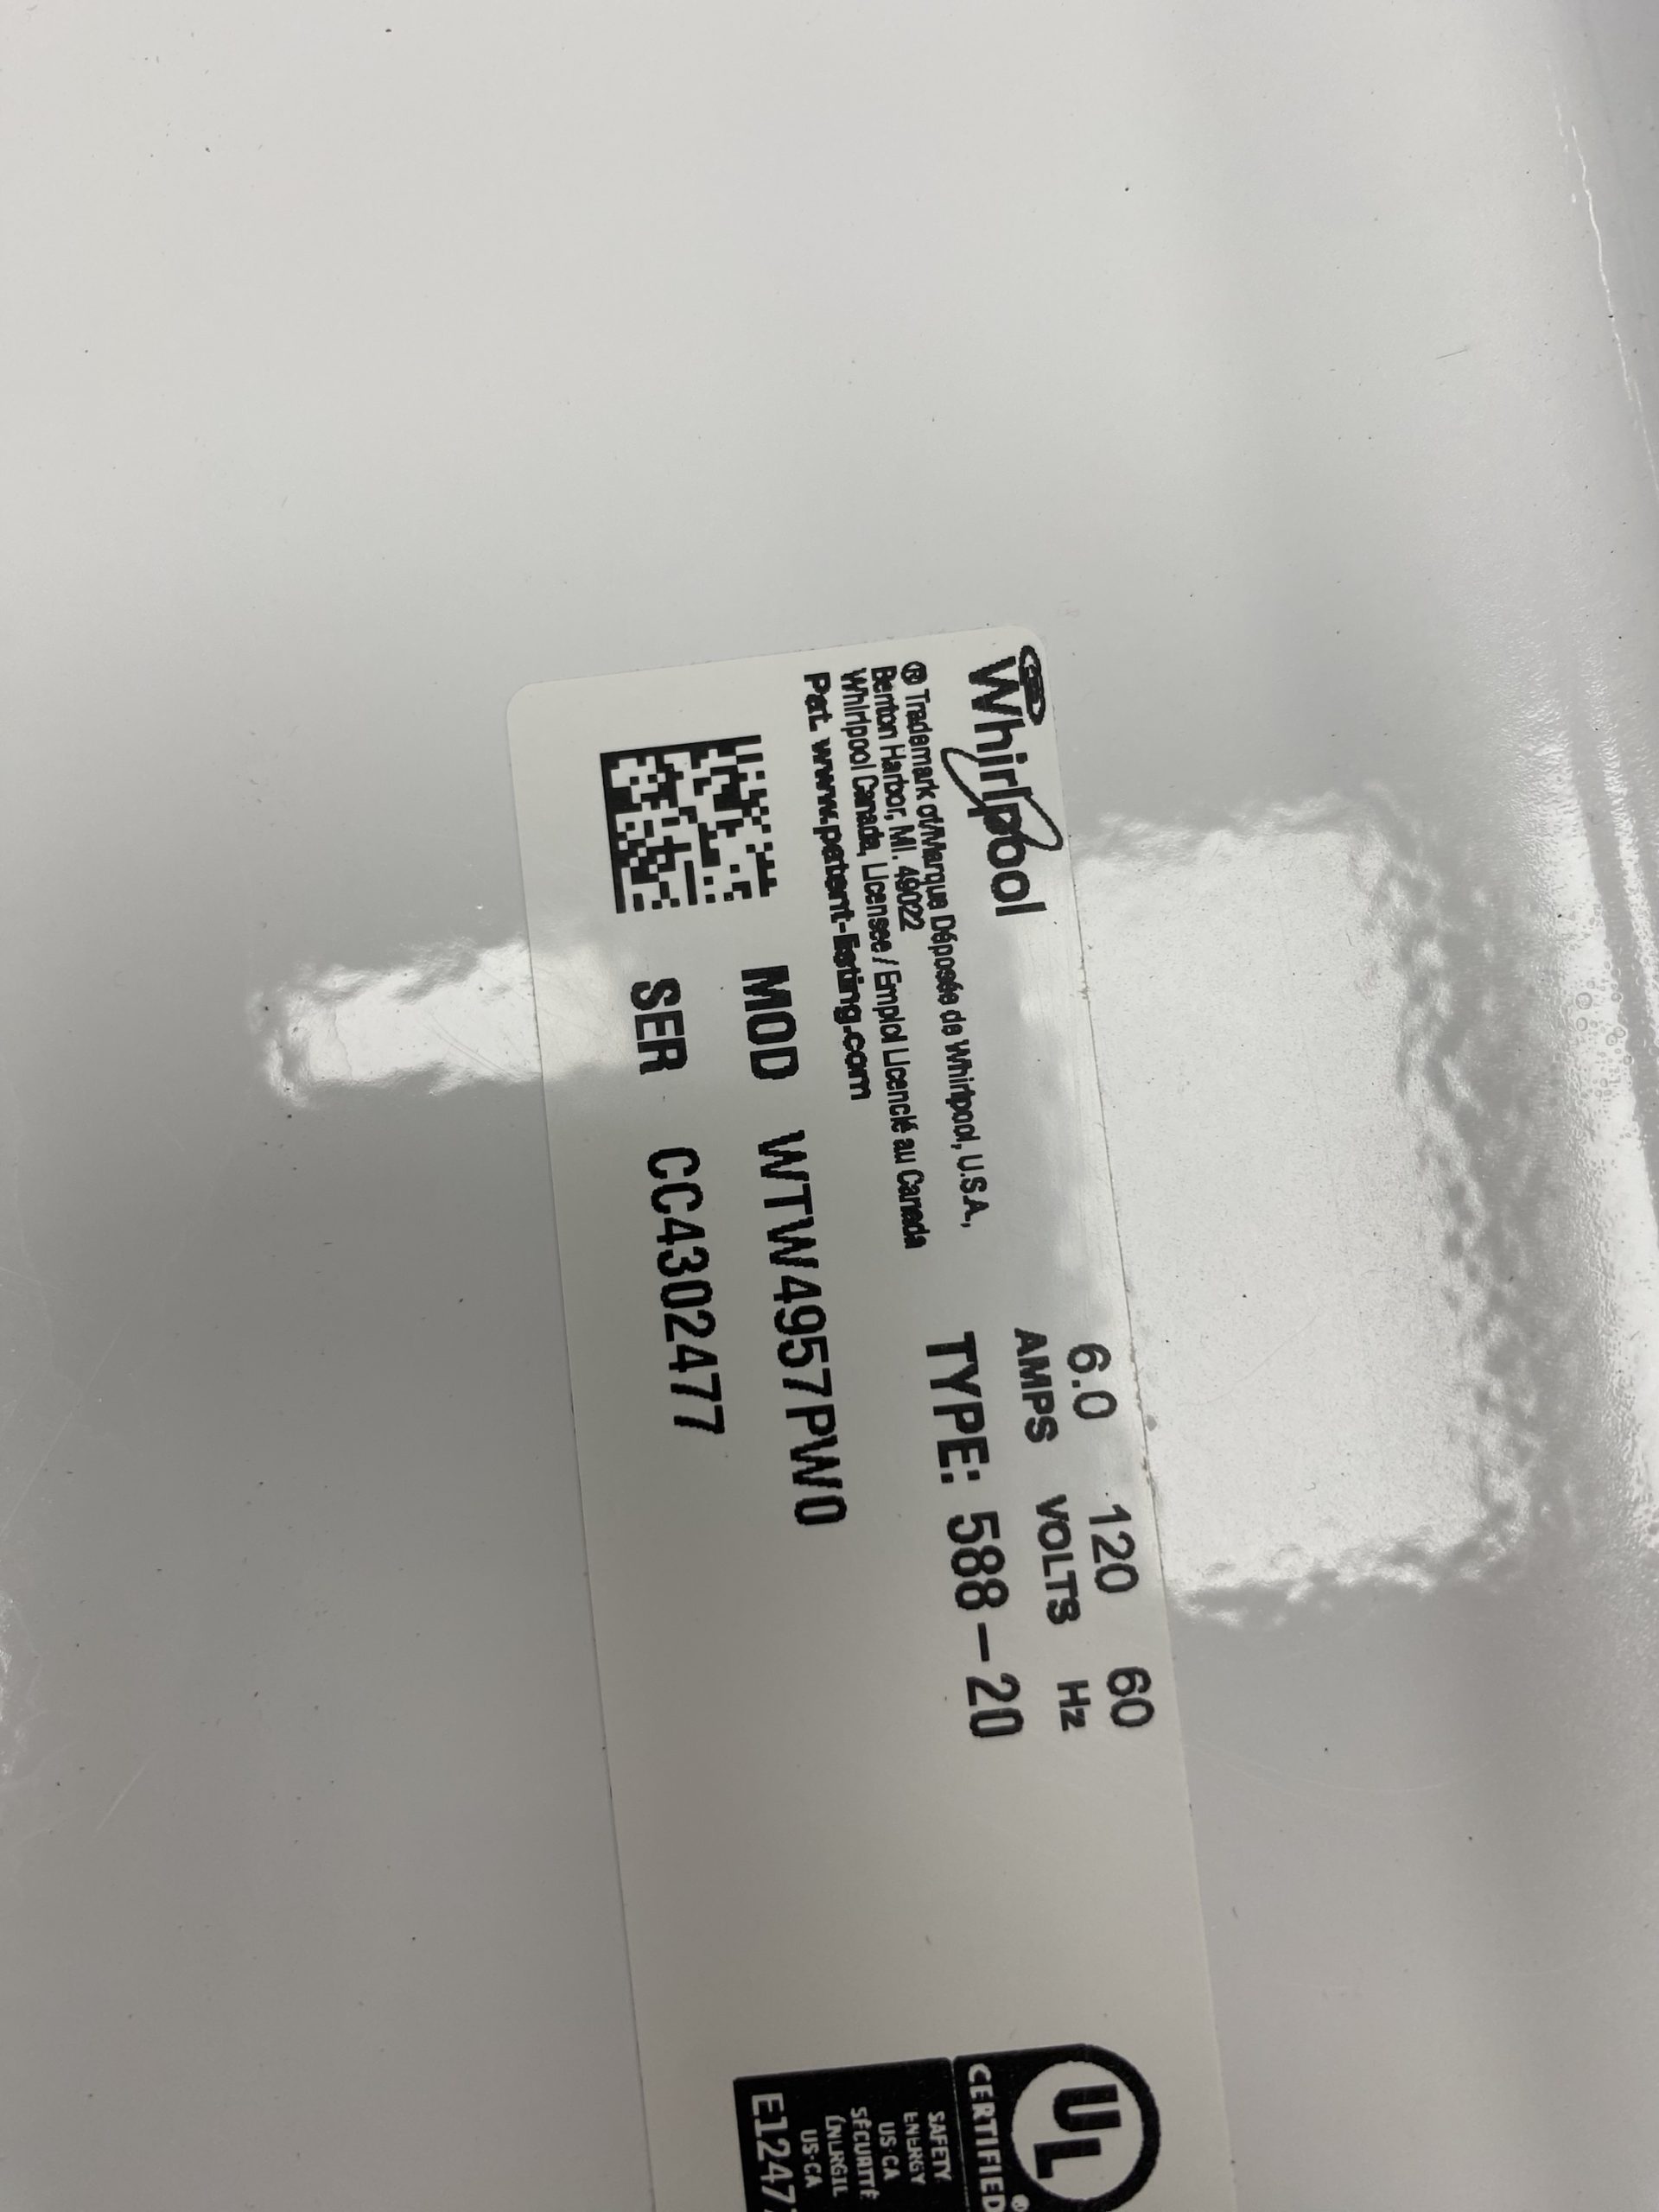 Whirlpool
® Trademark of/Marque Déposée de Whirlpool, U.S.A.,
Benton Harbor, MI. 49022
Whirlpool Canada, Licensee / Emploi Licencié au Canada
Pat. www.patent-listing.com
6.0 120 60
AMPS VOLTS Hz
TYPE: 588-20
MOD WTW4957PW0
SER CC4302477
UL
CERTIFIED®
SAFETY
ENERGY
US·CA
SÉCURITÉ
ÉNERGIE
US·CA
E1247